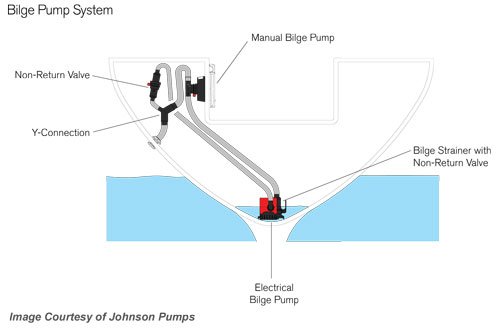 Bilge Pump System
Manual Bilge Pump
Non-Return Valve
Y-Connection
Bilge Strainer with
Non-Return Valve
Electrical
Bilge Pump
Image Courtesy of Johnson Pumps